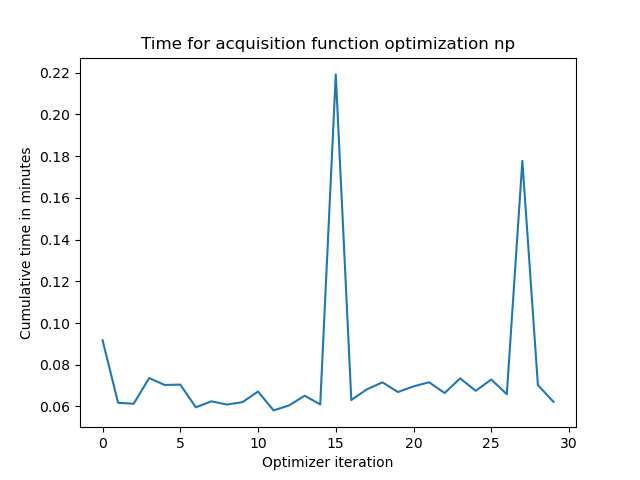 Time for acquisition function optimization np
Cumulative time in minutes
0.22
0.20
0.18
0.16
0.14
0.12
0.10
0.08
0.06
0 5 10 15 20 25 30
Optimizer iteration